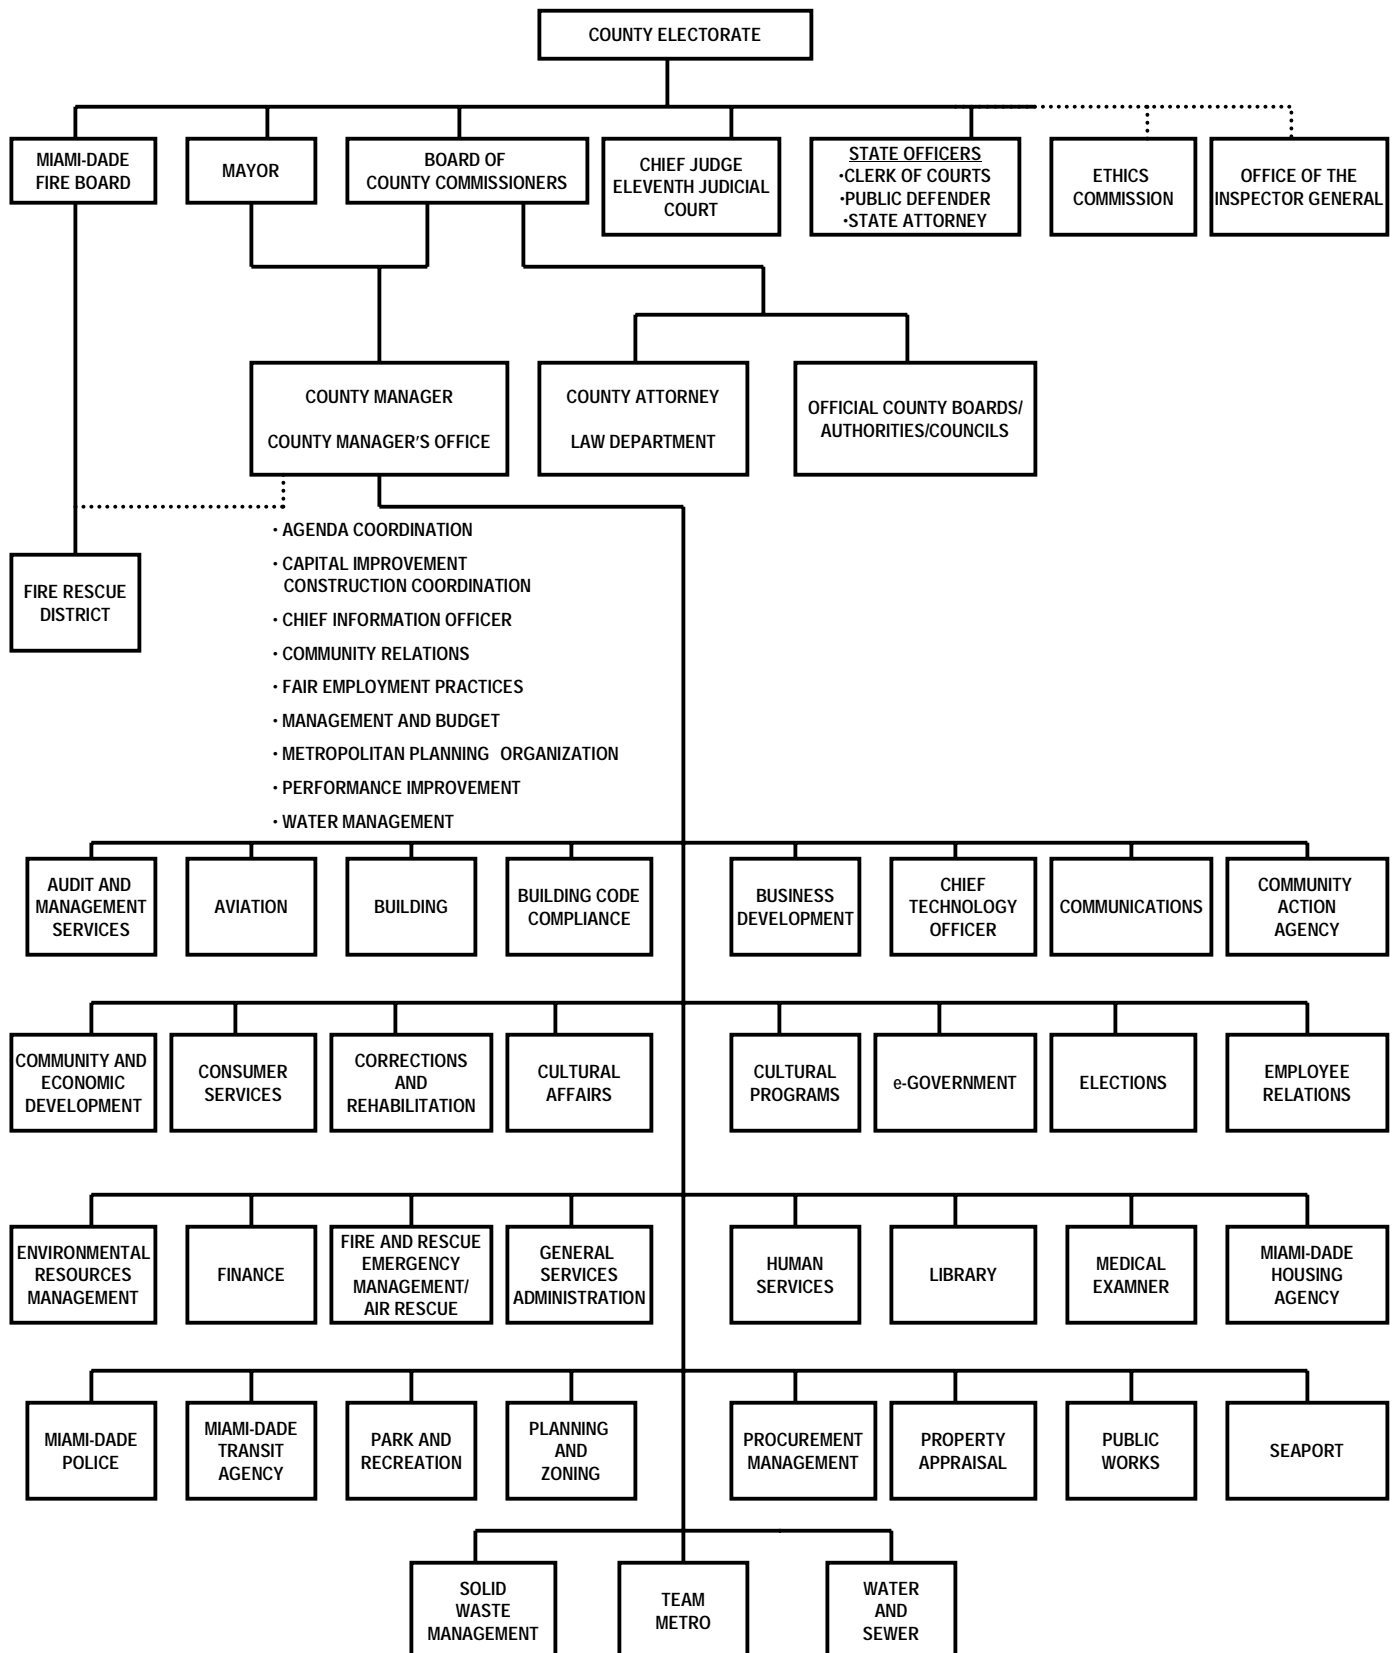 COUNTY ELECTORATE
MIAMI-DADE
FIRE BOARD
MAYOR
BOARD OF
COUNTY COMMISSIONERS
CHIEF JUDGE
ELEVENTH JUDICIAL
COURT
STATE OFFICERS
•CLERK OF COURTS
•PUBLIC DEFENDER
•STATE ATTORNEY
ETHICS
COMMISSION
OFFICE OF THE
INSPECTOR GENERAL
COUNTY MANAGER
COUNTY MANAGER'S OFFICE
COUNTY ATTORNEY
LAW DEPARTMENT
OFFICIAL COUNTY BOARDS/
AUTHORITIES/COUNCILS
FIRE RESCUE
DISTRICT
• AGENDA COORDINATION
• CAPITAL IMPROVEMENT
CONSTRUCTION COORDINATION
• CHIEF INFORMATION OFFICER
• COMMUNITY RELATIONS
• FAIR EMPLOYMENT PRACTICES
• MANAGEMENT AND BUDGET
• METROPOLITAN PLANNING ORGANIZATION
• PERFORMANCE IMPROVEMENT
• WATER MANAGEMENT
AUDIT AND
MANAGEMENT
SERVICES
AVIATION
BUILDING
BUILDING CODE
COMPLIANCE
BUSINESS
DEVELOPMENT
CHIEF
TECHNOLOGY
OFFICER
COMMUNICATIONS
COMMUNITY
ACTION
AGENCY
COMMUNITY AND
ECONOMIC
DEVELOPMENT
CONSUMER
SERVICES
CORRECTIONS
AND
REHABILITATION
CULTURAL
AFFAIRS
CULTURAL
PROGRAMS
e-GOVERNMENT
ELECTIONS
EMPLOYEE
RELATIONS
ENVIRONMENTAL
RESOURCES
MANAGEMENT
FINANCE
FIRE AND RESCUE
EMERGENCY
MANAGEMENT/
AIR RESCUE
GENERAL
SERVICES
ADMINISTRATION
HUMAN
SERVICES
LIBRARY
MEDICAL
EXAMNER
MIAMI-DADE
HOUSING
AGENCY
MIAMI-DADE
POLICE
MIAMI-DADE
TRANSIT
AGENCY
PARK AND
RECREATION
PLANNING
AND
ZONING
PROCUREMENT
MANAGEMENT
PROPERTY
APPRAISAL
PUBLIC
WORKS
SEAPORT
SOLID
WASTE
MANAGEMENT
TEAM
METRO
WATER
AND
SEWER